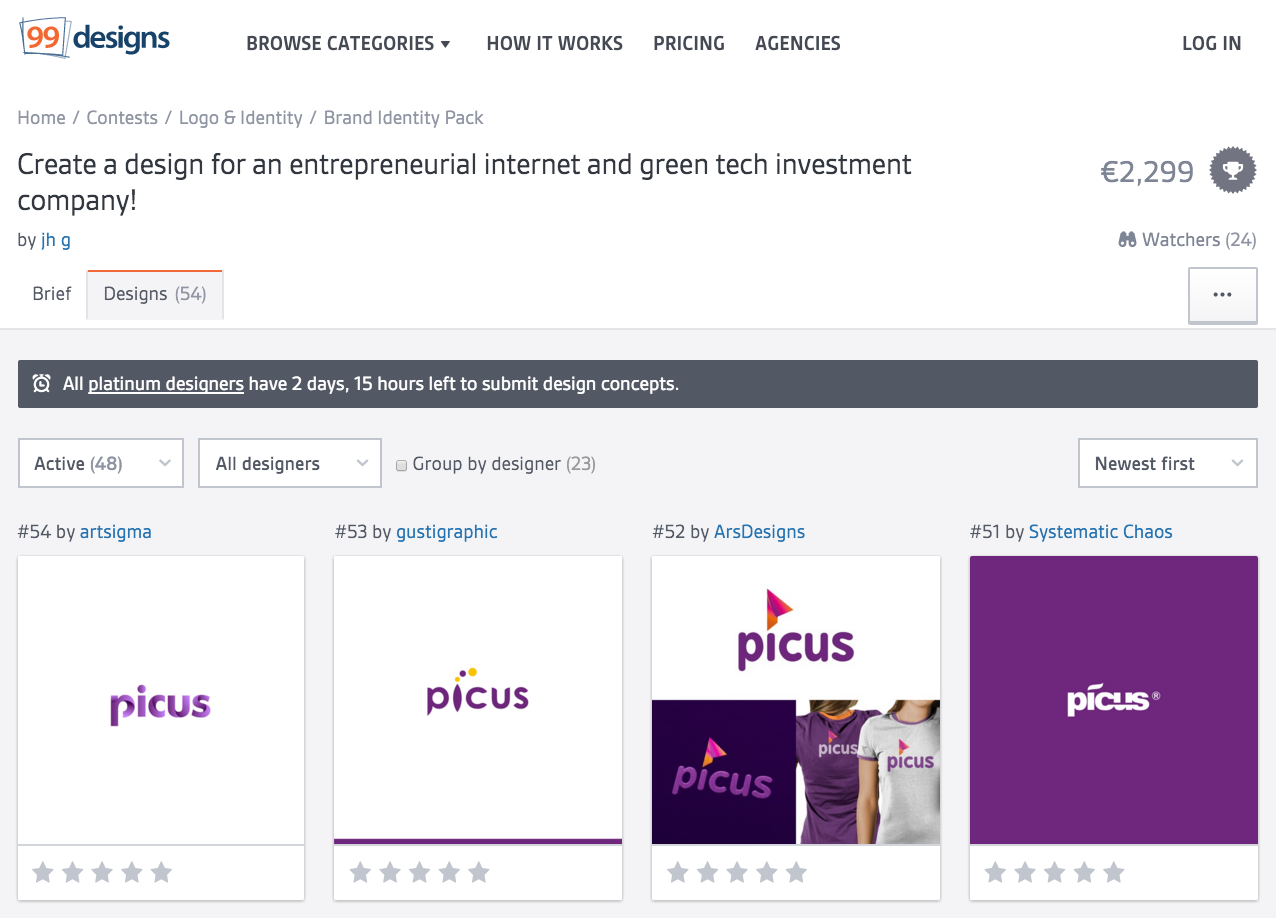 99designs
BROWSE CATEGORIES ▾ HOW IT WORKS PRICING AGENCIES LOG IN
Home / Contests / Logo & Identity / Brand Identity Pack
Create a design for an entrepreneurial internet and green tech investment
company!
€2,299
by jh g
Watchers (24)
Brief Designs (54) •••
All platinum designers have 2 days, 15 hours left to submit design concepts.
Active (48) All designers Group by designer (23) Newest first
#54 by artsigma #53 by gustigraphic #52 by ArsDesigns #51 by Systematic Chaos
picus
picus
picus
picus
picus
picus
picus®